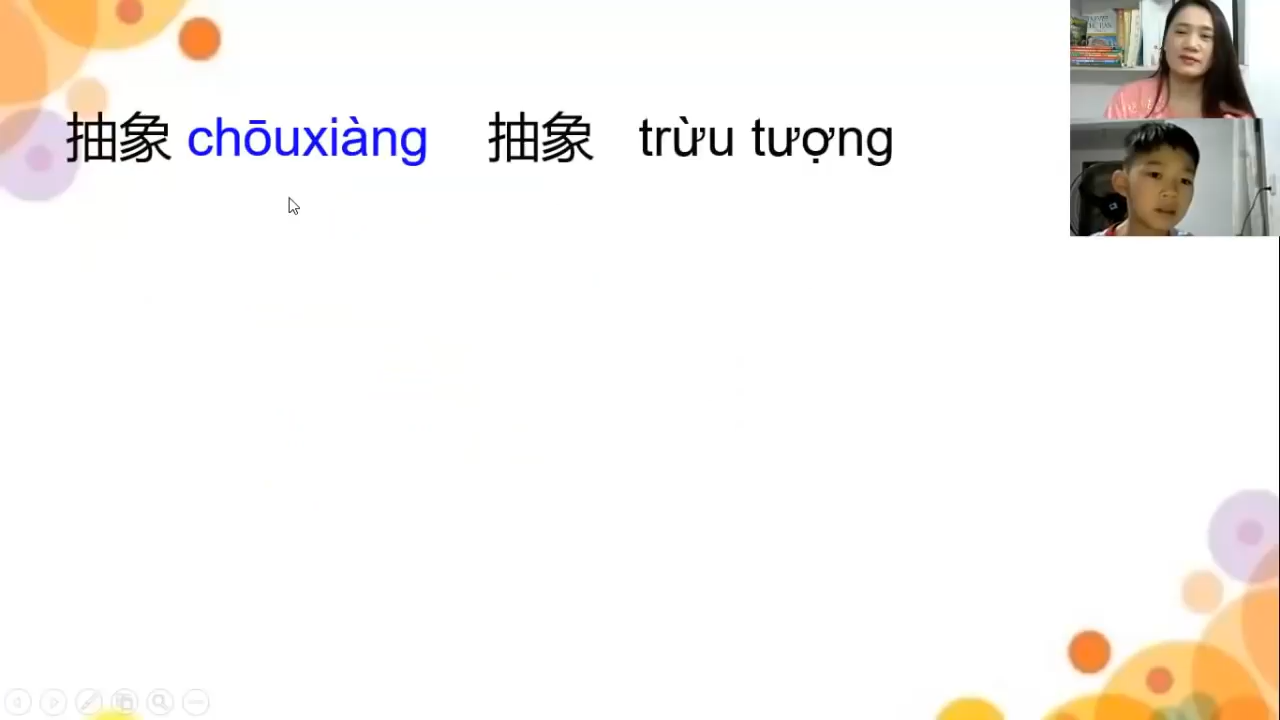 抽象 chōuxiàng 抽象 trừu tượng